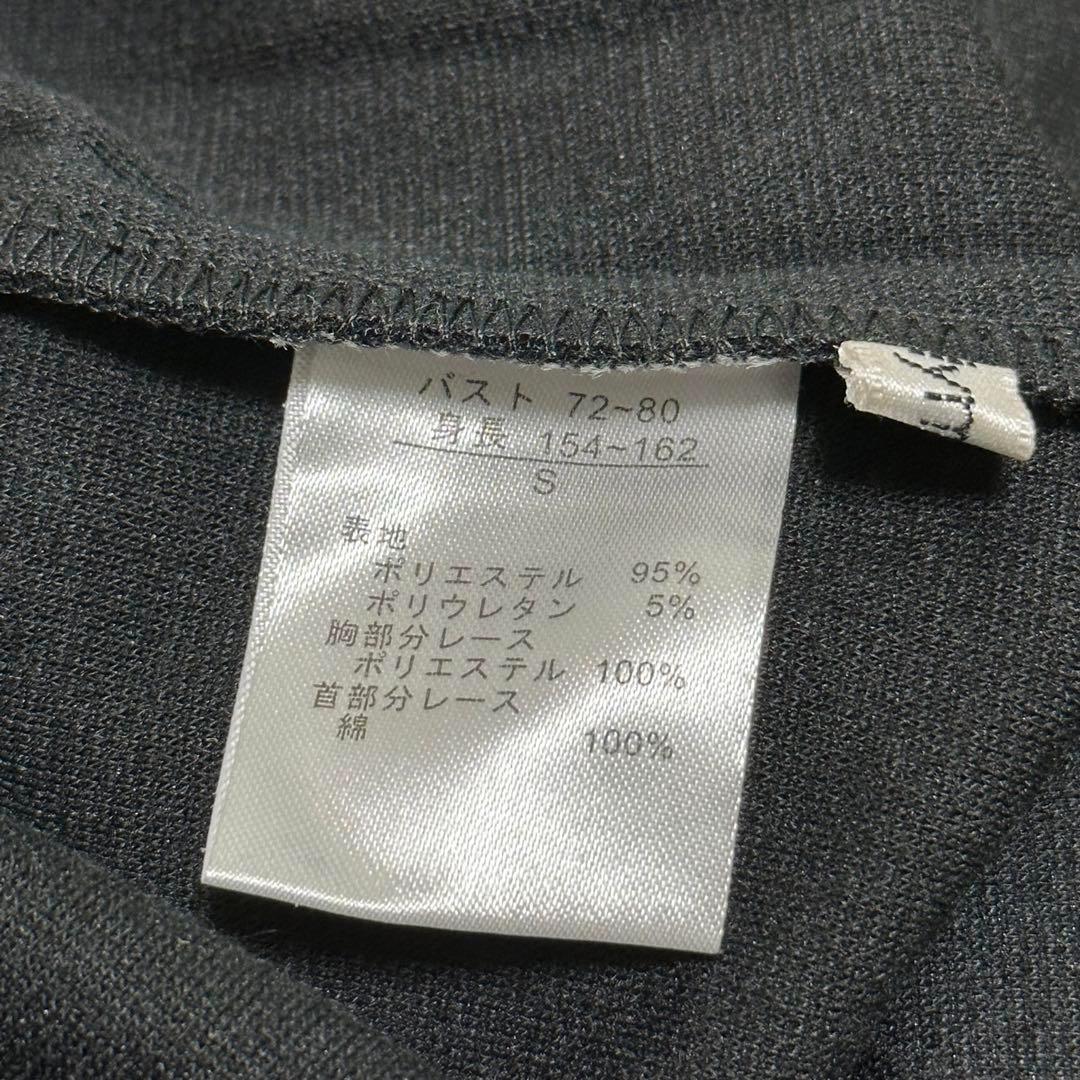 バスト 72~80
身長 154~162
S
表地
ポリエステル 95%
ポリウレタン 5%
胸部分レース
ポリエステル 100%
首部分レース
綿 100%